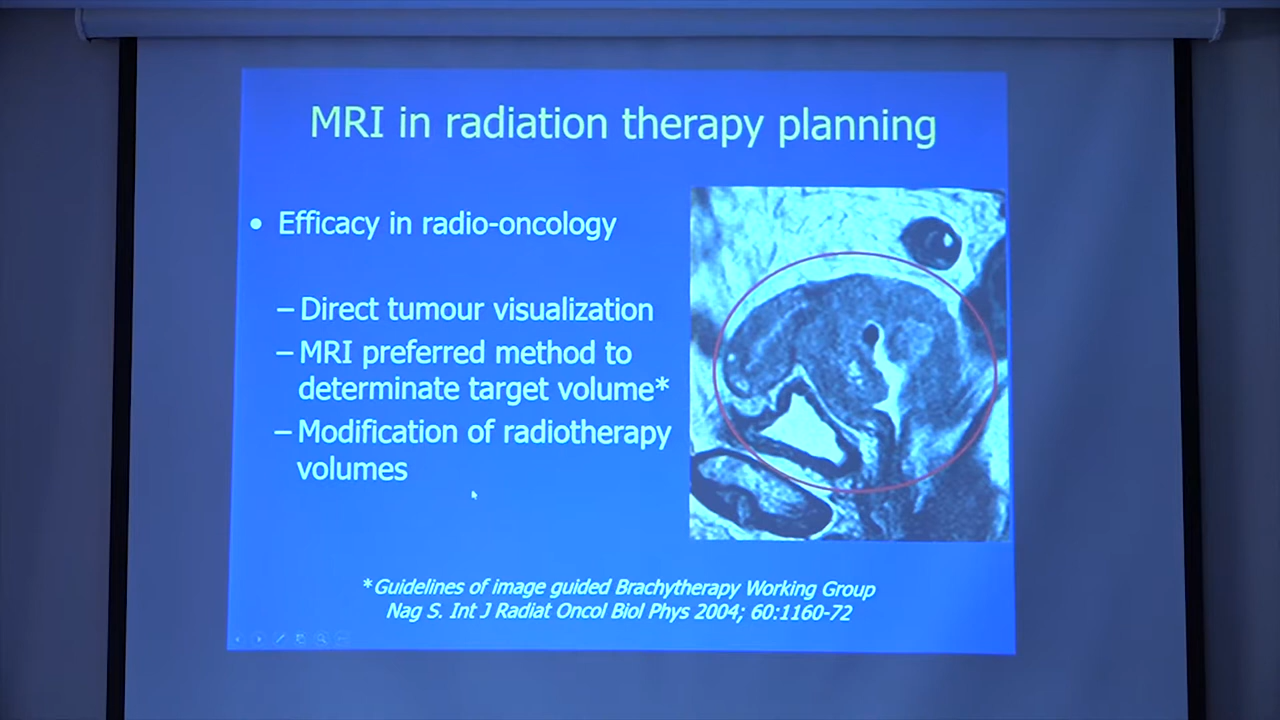 MRI in radiation therapy planning
• Efficacy in radio-oncology
– Direct tumour visualization
– MRI preferred method to
determinate target volume*
– Modification of radiotherapy
volumes
*Guidelines of image guided Brachytherapy Working Group
Nag S. Int J Radiat Oncol Biol Phys 2004; 60:1160-72